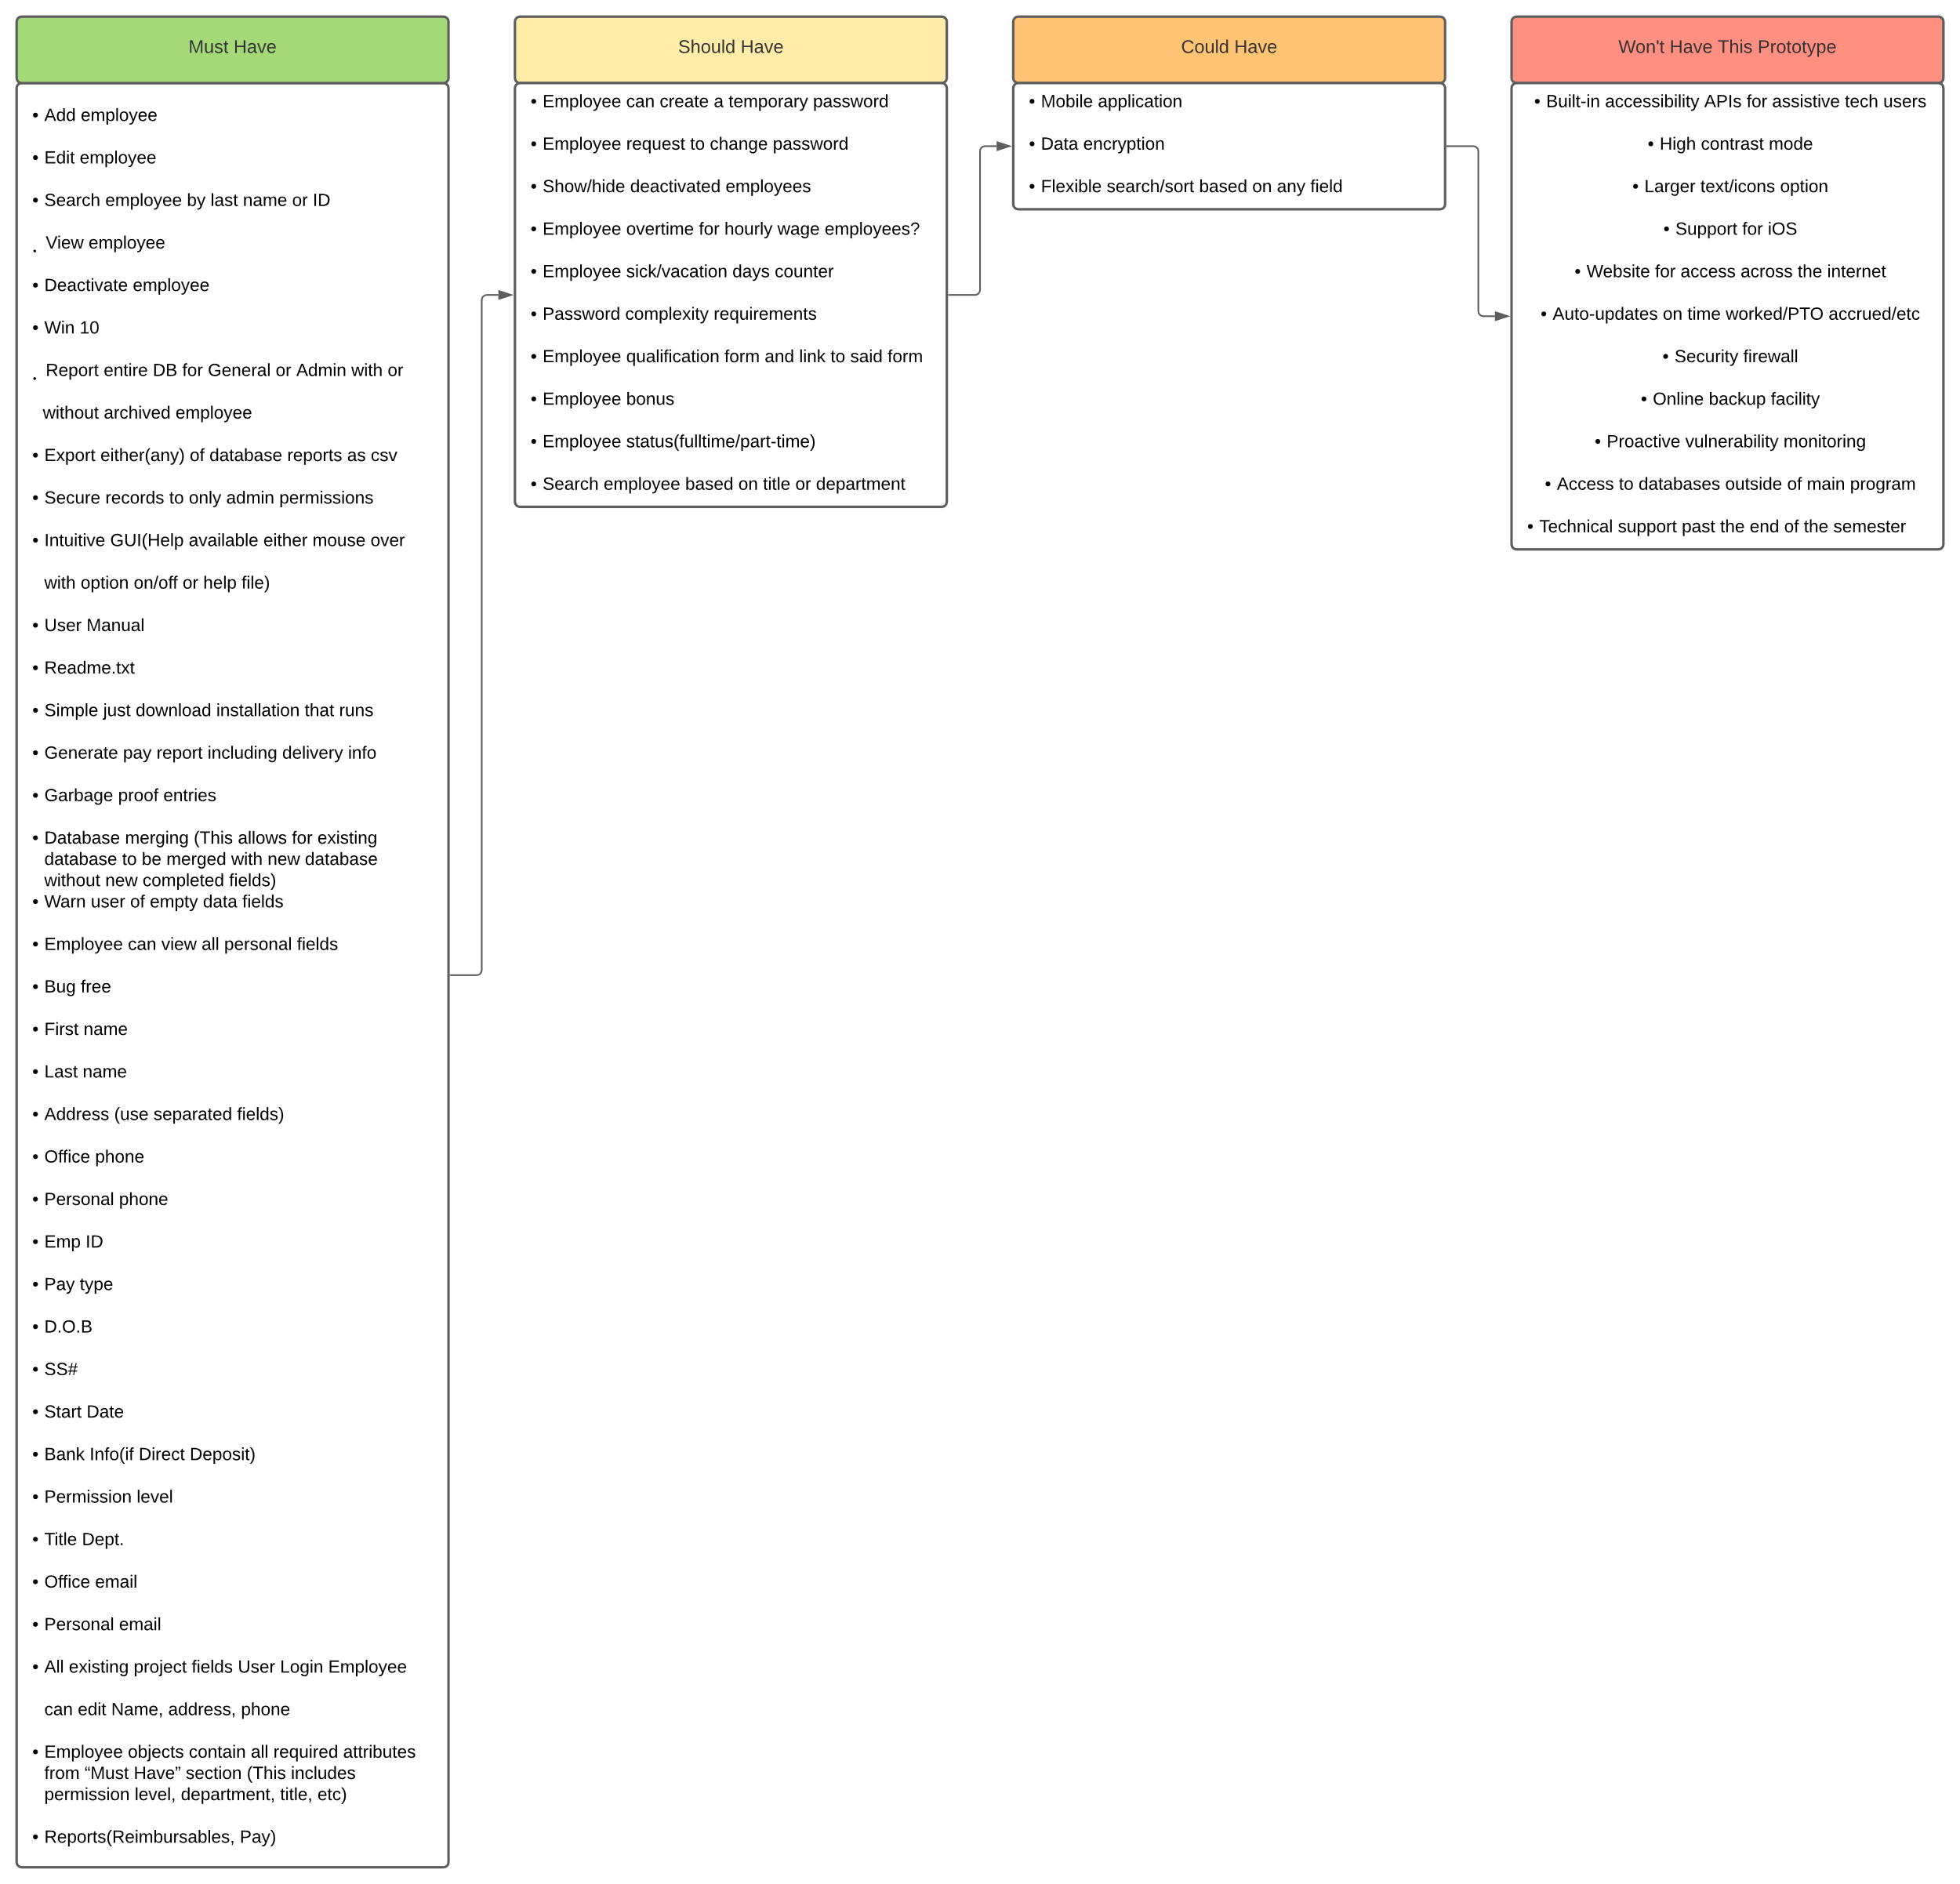 Must Have
• Add employee
• Edit employee
• Search employee by last name or ID
• View employee
• Deactivate employee
• Win 10
• Report entire DB for General or Admin with or
without archived employee
• Export either(any) of database reports as csv
• Secure records to only admin permissions
• Intuitive GUI(Help available either mouse over
with option on/off or help file)
• User Manual
• Readme.txt
• Simple just download installation that runs
• Generate pay report including delivery info
• Garbage proof entries
• Database merging (This allows for existing
database to be merged with new database
without new completed fields)
• Warn user of empty data fields
• Employee can view all personal fields
• Bug free
• First name
• Last name
• Address (use separated fields)
• Office phone
• Personal phone
• Emp ID
• Pay type
• D.O.B
• SS#
• Start Date
• Bank Info(if Direct Deposit)
• Permission level
• Title Dept.
• Office email
• Personal email
• All existing project fields User Login Employee
can edit Name, address, phone
• Employee objects contain all required attributes
from “Must Have” section (This includes
permission level, department, title, etc)
• Reports(Reimbursables, Pay)
Should Have
• Employee can create a temporary password
• Employee request to change password
• Show/hide deactivated employees
• Employee overtime for hourly wage employees?
• Employee sick/vacation days counter
• Password complexity requirements
• Employee qualification form and link to said form
• Employee bonus
• Employee status(fulltime/part-time)
• Search employee based on title or department
Could Have
• Mobile application
• Data encryption
• Flexible search/sort based on any field
Won't Have This Prototype
• Built-in accessibility APIs for assistive tech users
• High contrast mode
• Larger text/icons option
• Support for iOS
• Website for access across the internet
• Auto-updates on time worked/PTO accrued/etc
• Security firewall
• Online backup facility
• Proactive vulnerability monitoring
• Access to databases outside of main program
• Technical support past the end of the semester